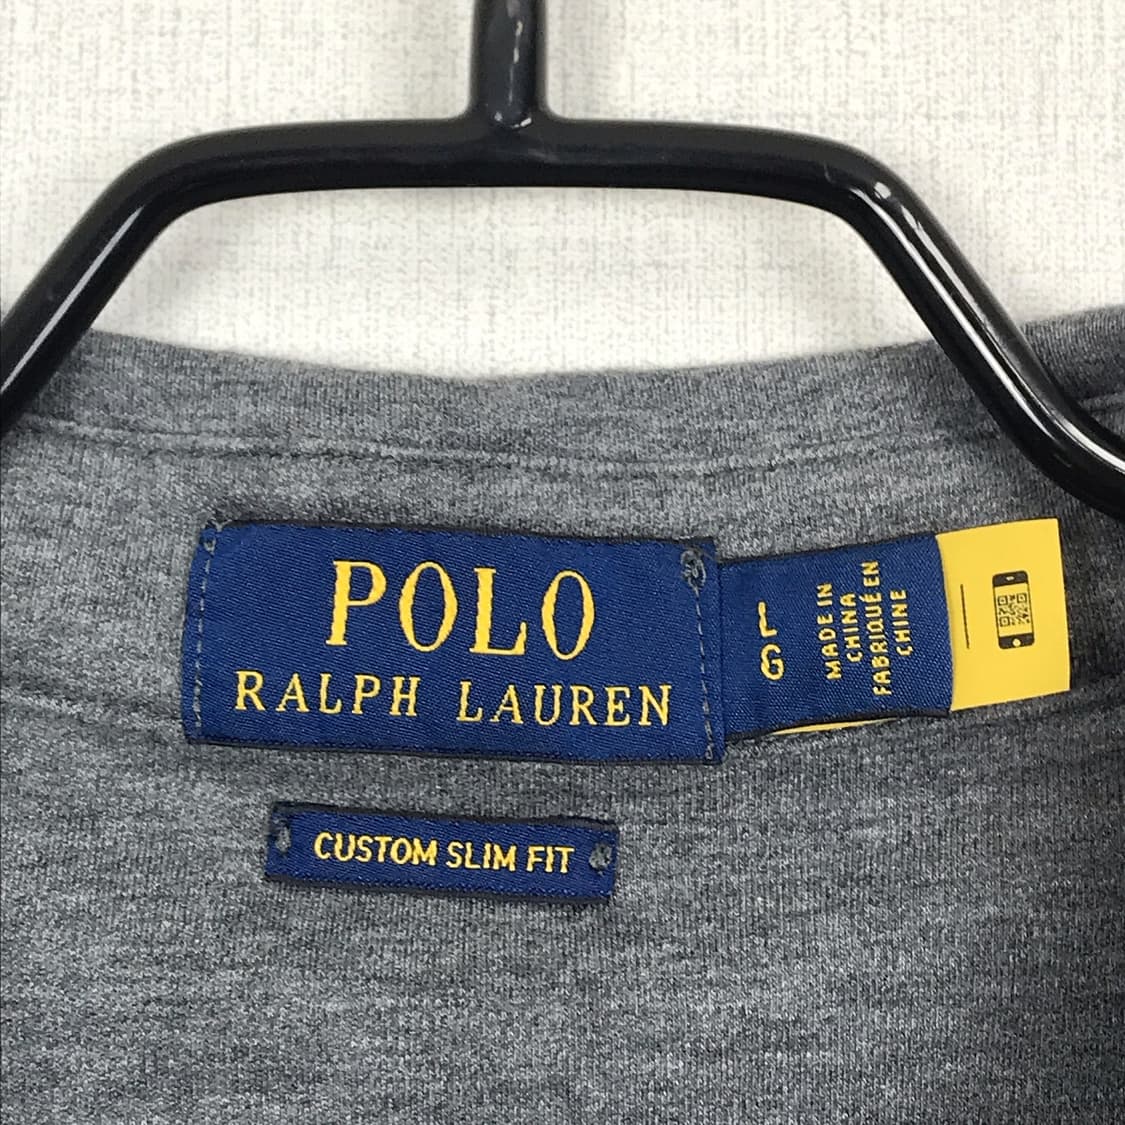 POLO
RALPH LAUREN
L
G
MADE IN
CHINA
FABRIQUÉ EN
CHINE
CUSTOM SLIM FIT